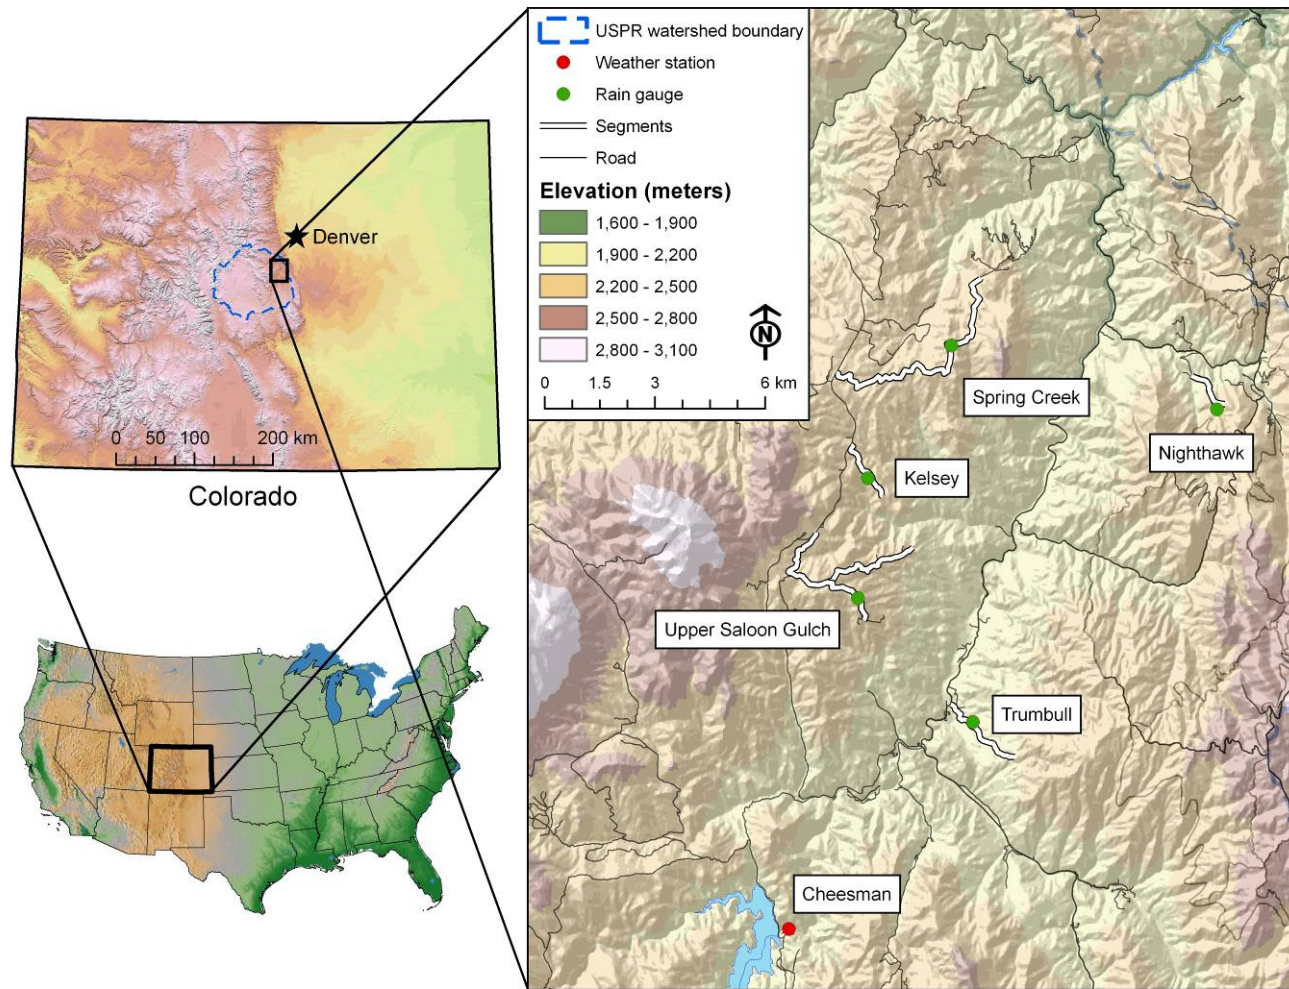 USPR watershed boundary
Weather station
Rain gauge
Segments
Road
Elevation (meters)
1,600 - 1,900
1,900 - 2,200
2,200 - 2,500
2,500 - 2,800
2,800 - 3,100
N
0 1.5 3 6 km
Denver
0 50 100 200 km
Colorado
Spring Creek
Nighthawk
Kelsey
Upper Saloon Gulch
Trumbull
Cheesman